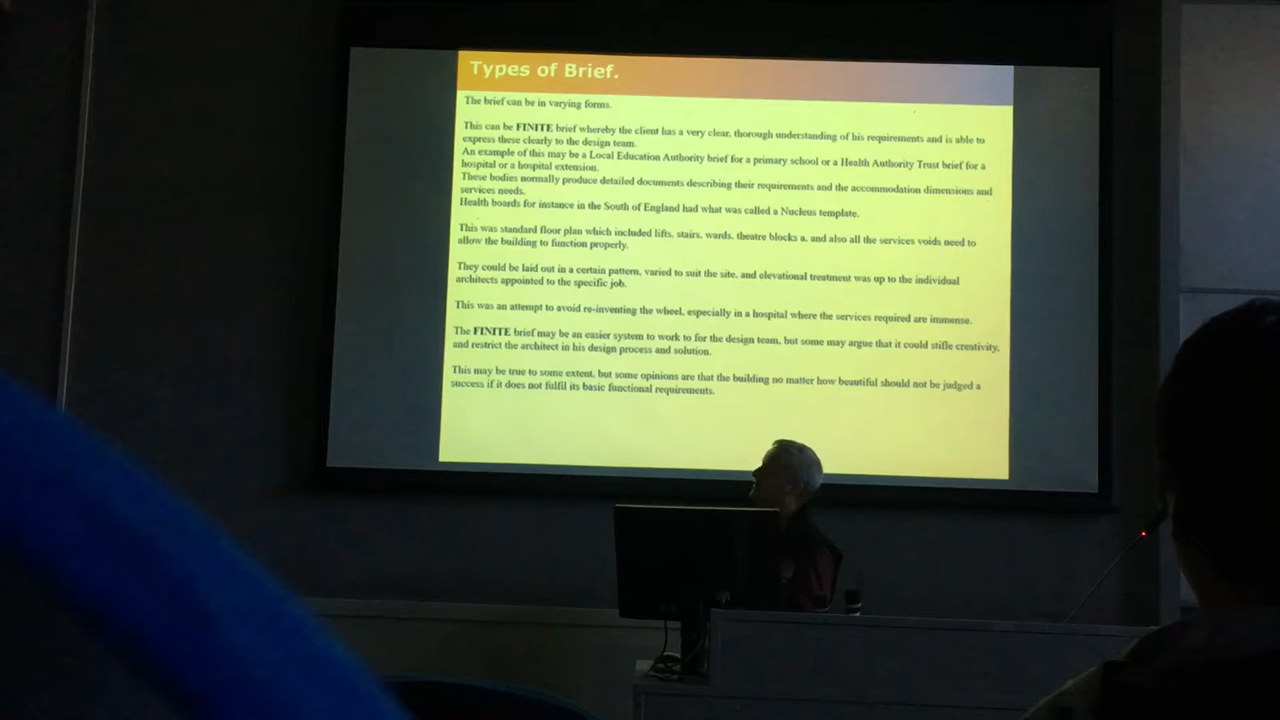 Types of Brief.
The brief can be in varying forms.
This can be FINITE brief whereby the client has a very clear, thorough understanding of his requirements and is able to
express these clearly to the design team.
An example of this may be a Local Education Authority brief for a primary school or a Health Authority Trust brief for a
hospital or a hospital extension.
These bodies normally produce detailed documents describing their requirements and the accommodation dimensions and
services needs.
Health boards for instance in the South of England had what was called a Nucleus template.
This was standard floor plan which included lifts, stairs, wards, theatre blocks a, and also all the services voids need to
allow the building to function properly.
They could be laid out in a certain pattern, varied to suit the site, and elevational treatment was up to the individual
architects appointed to the specific job.
This was an attempt to avoid re-inventing the wheel, especially in a hospital where the services required are immense.
The FINITE brief may be an easier system to work to for the design team, but some may argue that it could stifle creativity,
and restrict the architect in his design process and solution.
This may be true to some extent, but some opinions are that the building no matter how beautiful should not be judged a
success if it does not fulfil its basic functional requirements.